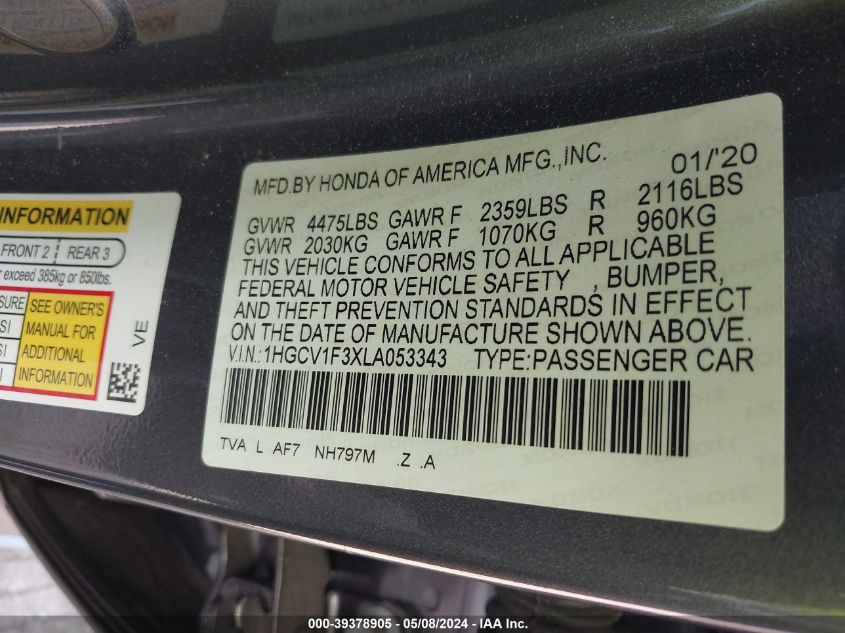 INFORMATION
FRONT 2 REAR 3
exceed 385kg or 850lbs.
SEE OWNER'S
MANUAL FOR
ADDITIONAL
INFORMATION
VE
MFD.BY HONDA OF AMERICA MFG.,INC. 01/'20
GVWR 4475LBS GAWR F 2359LBS R 2116LBS
GVWR 2030KG GAWR F 1070KG R 960KG
THIS VEHICLE CONFORMS TO ALL APPLICABLE
FEDERAL MOTOR VEHICLE SAFETY , BUMPER,
AND THEFT PREVENTION STANDARDS IN EFFECT
ON THE DATE OF MANUFACTURE SHOWN ABOVE.
V.I.N.:1HGCV1F3XLA053343 TYPE:PASSENGER CAR
TVA L AF7 NH797M .Z .A
000-39378905 - 05/08/2024 - IAAI Inc.